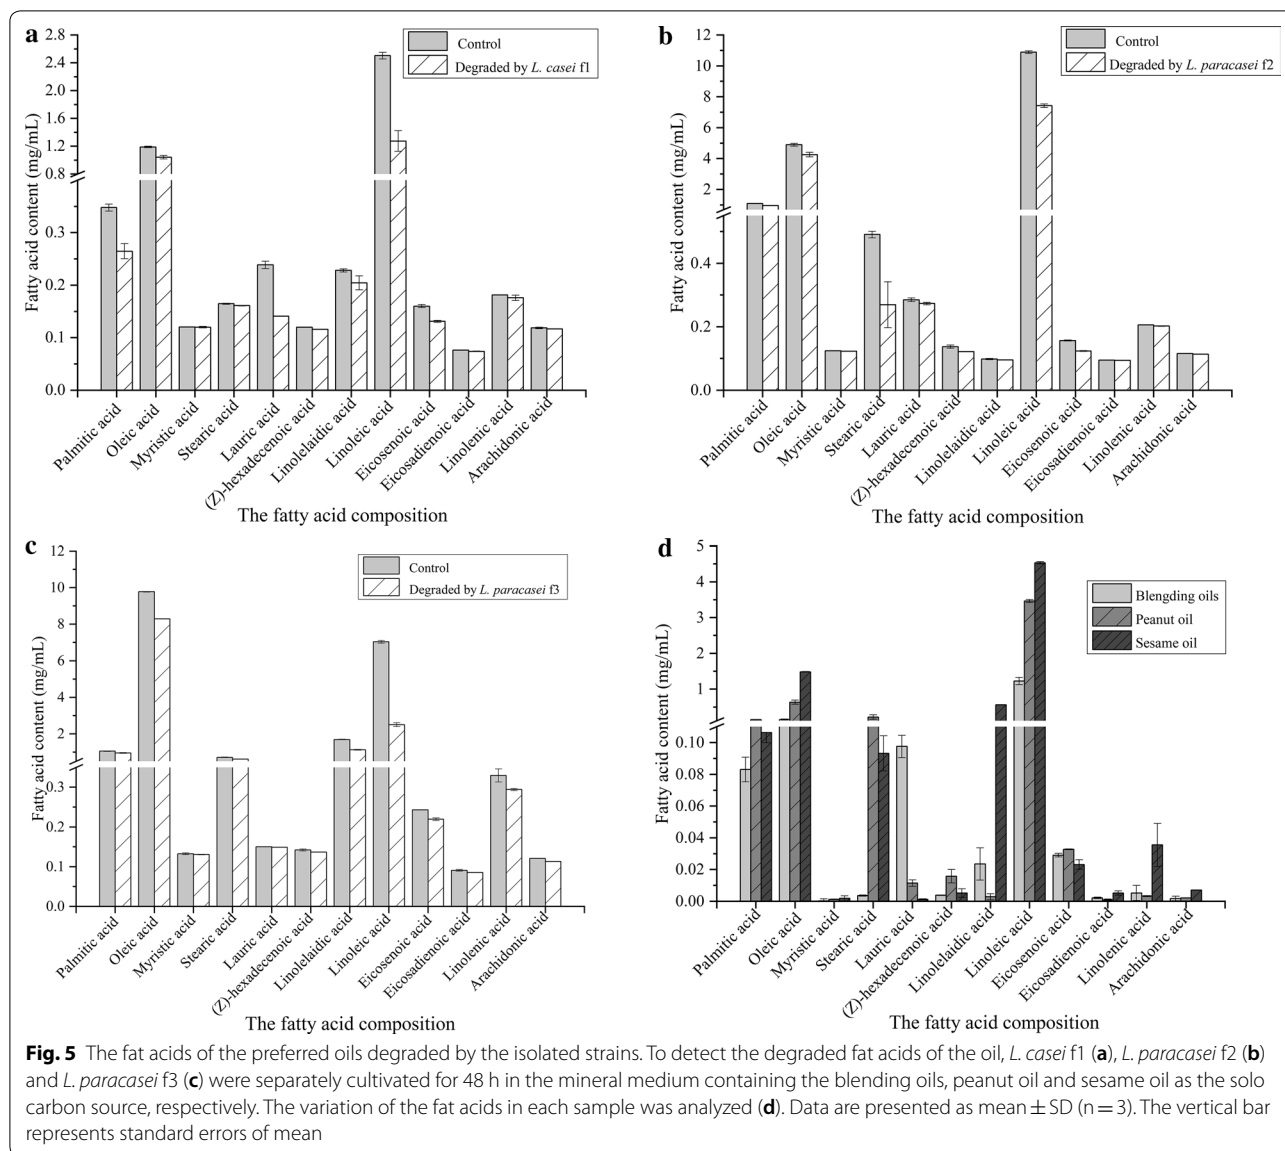 a
Control
Degraded by L. casei f1
2.8
2.4
2.0
1.6
1.2
0.8
0.3
0.2
0.1
0.0
Fatty acid content (mg/mL)
Palmitic acid
Oleic acid
Myristic acid
Stearic acid
Lauric acid
(Z)-hexadecenoic acid
Linolelaidic acid
Linoleic acid
Eicosenoic acid
Eicosadienoic acid
Linolenic acid
Arachidonic acid
The fatty acid composition
b
Control
Degraded by L. paracasei f2
12
10
8
6
4
2
0.4
0.2
0.0
Fatty acid content (mg/mL)
Palmitic acid
Oleic acid
Myristic acid
Stearic acid
Lauric acid
(Z)-hexadecenoic acid
Linolelaidic acid
Linoleic acid
Eicosenoic acid
Eicosadienoic acid
Linolenic acid
Arachidonic acid
The fatty acid composition
c
Control
Degraded by L. paracasei f3
12
10
8
6
4
2
0.3
0.2
0.1
0.0
Fatty acid content (mg/mL)
Palmitic acid
Oleic acid
Myristic acid
Stearic acid
Lauric acid
(Z)-hexadecenoic acid
Linolelaidic acid
Linoleic acid
Eicosenoic acid
Eicosadienoic acid
Linolenic acid
Arachidonic acid
The fatty acid composition
d
Blengding oils
Peanut oil
Sesame oil
5
4
3
2
1
0.10
0.08
0.06
0.04
0.02
0.00
Fatty acid content (mg/mL)
Palmitic acid
Oleic acid
Myristic acid
Stearic acid
Lauric acid
(Z)-hexadecenoic acid
Linolelaidic acid
Linoleic acid
Eicosenoic acid
Eicosadienoic acid
Linolenic acid
Arachidonic acid
The fatty acid composition
Fig. 5 The fat acids of the preferred oils degraded by the isolated strains. To detect the degraded fat acids of the oil, L. casei f1 (a), L. paracasei f2 (b)
and L. paracasei f3 (c) were separately cultivated for 48 h in the mineral medium containing the blending oils, peanut oil and sesame oil as the solo
carbon source, respectively. The variation of the fat acids in each sample was analyzed (d). Data are presented as mean ± SD (n = 3). The vertical bar
represents standard errors of mean